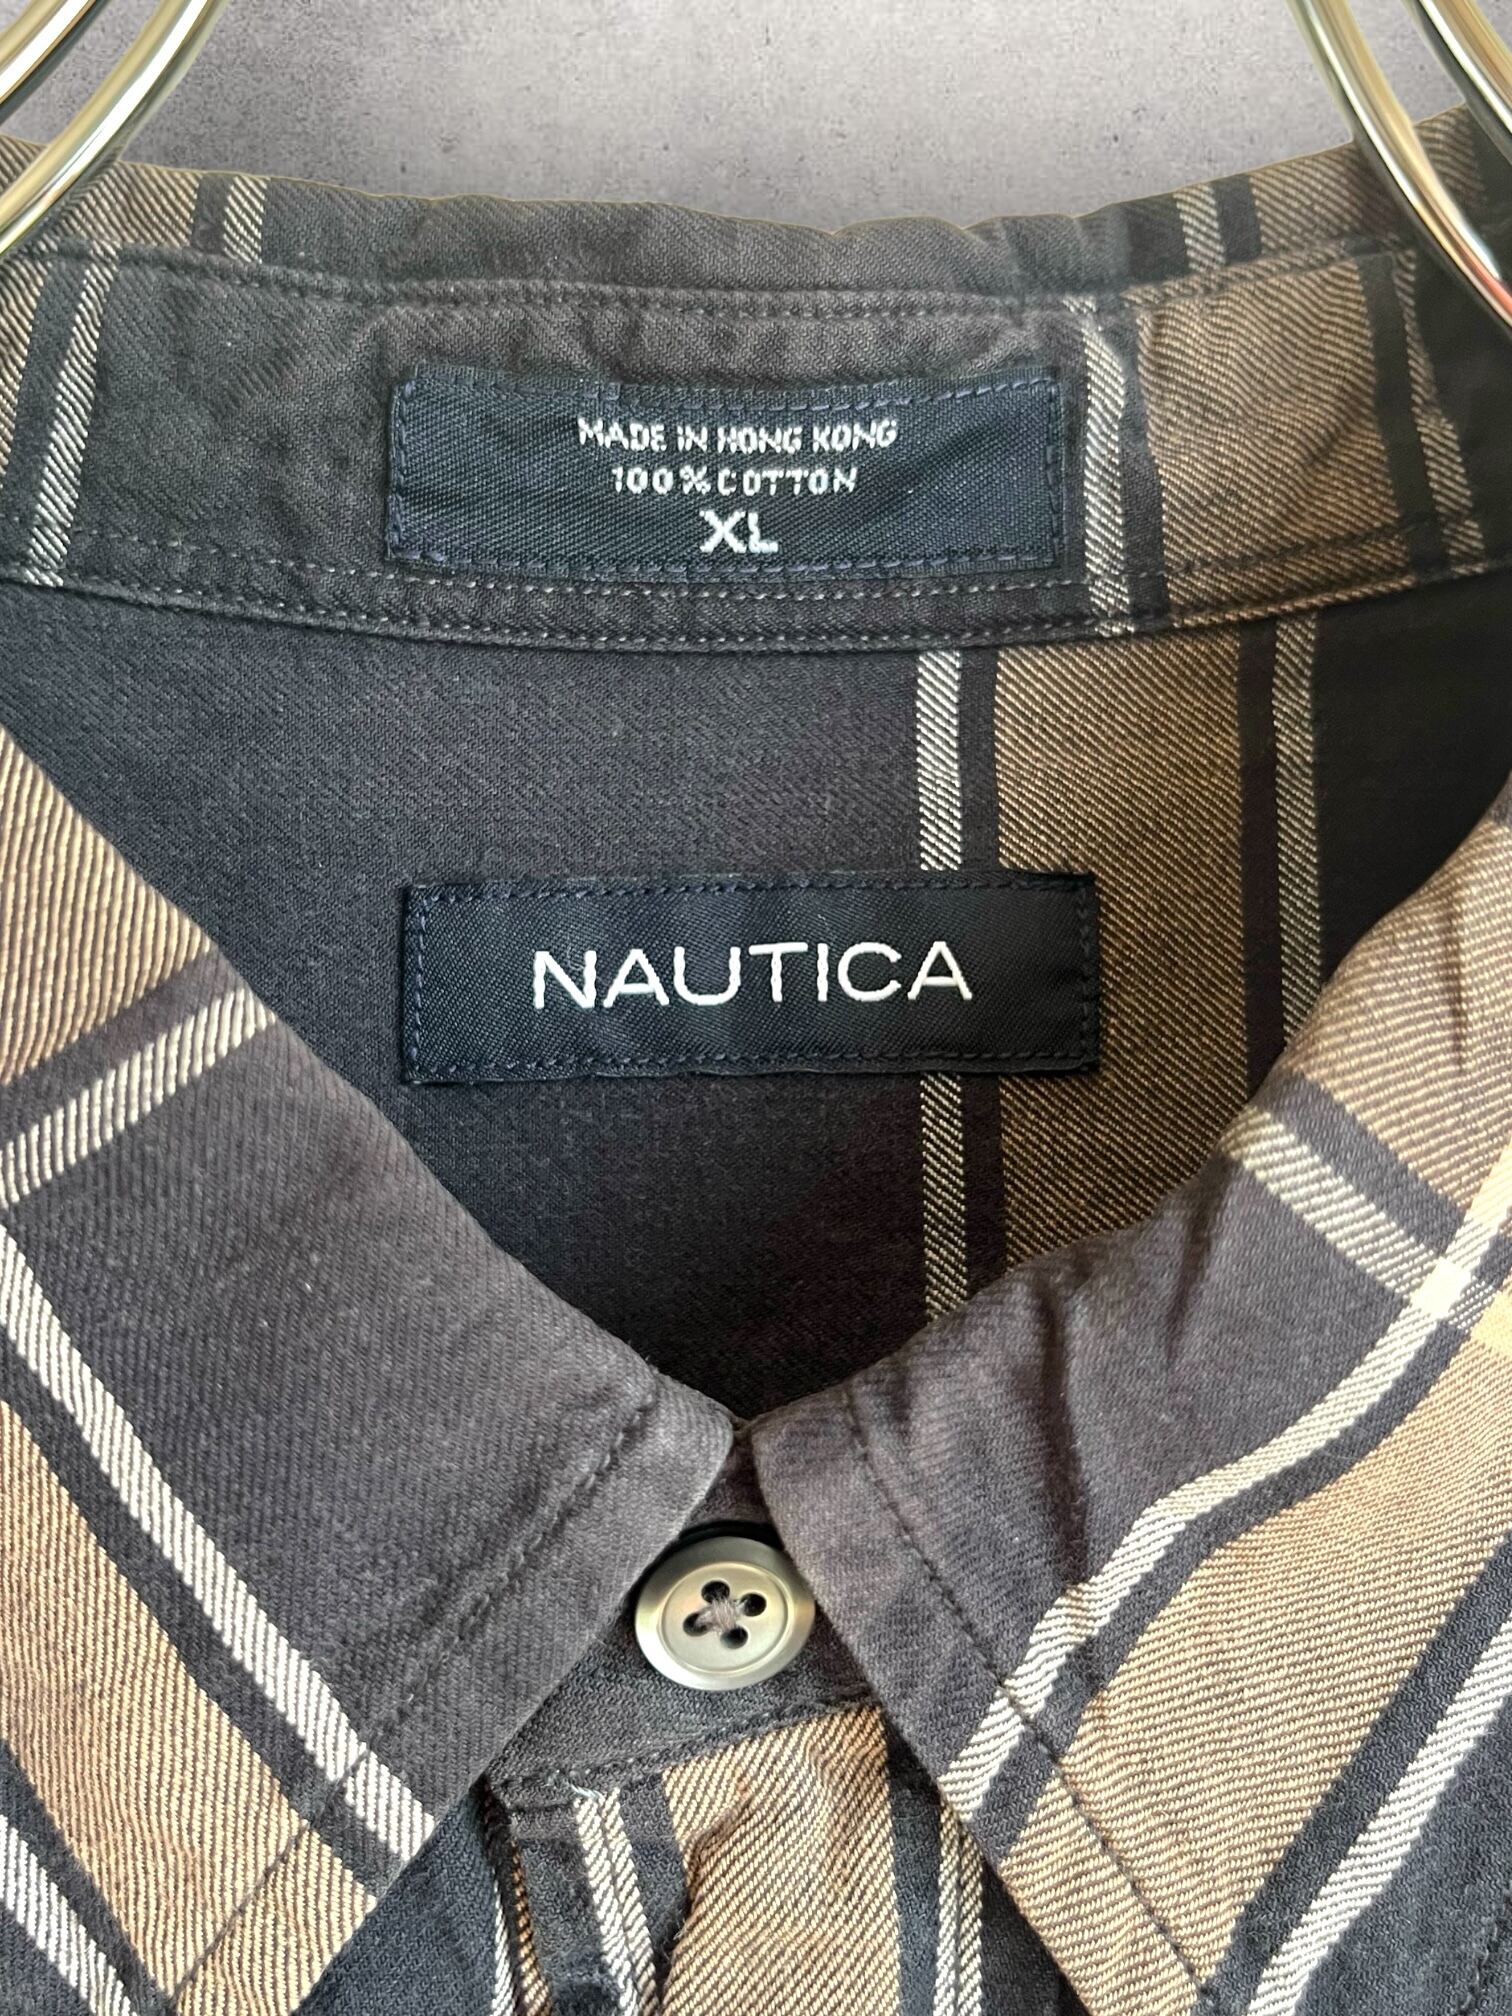 MADE IN HONG KONG
100% COTTON
XL
NAUTICA